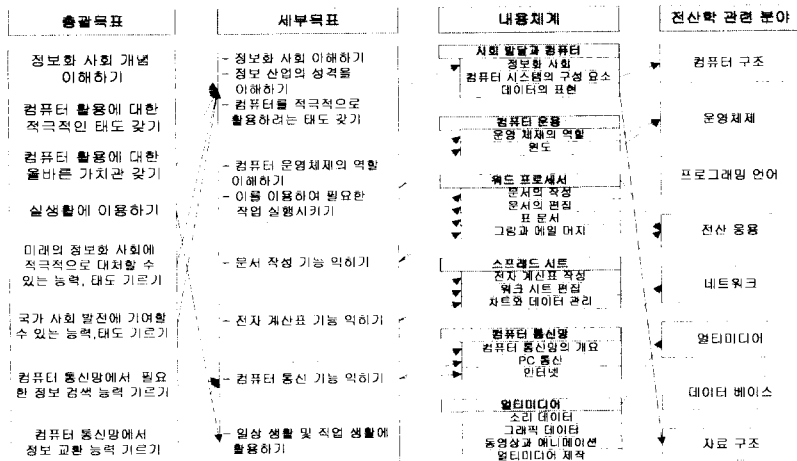 총괄목표
정보화 사회 개념
이해하기
컴퓨터 활용에 대한
적극적인 태도 갖기
컴퓨터 활용에 대한
올바른 가치관 갖기
실생활에 이용하기
미래의 정보화 사회에
적극적으로 대처할 수
있는 능력, 태도 기르기
국가 사회 발전에 기여할
수 있는 능력,태도 기르기
컴퓨터 통신망에서 필요
한 정보 검색 능력 기르기
컴퓨터 통신망에서
정보 교환 능력 기르기
세부목표
- 정보화 사회 이해하기
- 정보 산업의 성격을
이해하기
- 컴퓨터를 적극적으로
활용하려는 태도 갖기
- 컴퓨터 운영체제의 역할
이해하기
- 이를 이용하여 필요한
작업 실행시키기
- 문서 작성 기능 익히기
- 전자 계산표 기능 익히기
- 컴퓨터 통신 기능 익히기
- 일상 생활 및 직업 생활에
활용하기
내용체계
사회 발달과 컴퓨터
정보화 사회
컴퓨터 시스템의 구성 요소
데이터의 표현
컴퓨터 운용
운영 체제의 역할
윈도
워드 프로세서
문서의 작성
문서의 편집
표 문서
그림과 메일 머지
스프레드 시트
전자 계산표 작성
워크 시트 편집
차트와 데이터 관리
컴퓨터 통신망
컴퓨터 통신망의 개요
PC 통신
인터넷
멀티미디어
소리 데이터
그래픽 데이터
동영상과 애니메이션
멀티미디어 제작
전산학 관련 분야
컴퓨터 구조
운영체제
프로그래밍 언어
전산 응용
네트워크
멀티미디어
데이터 베이스
자료 구조